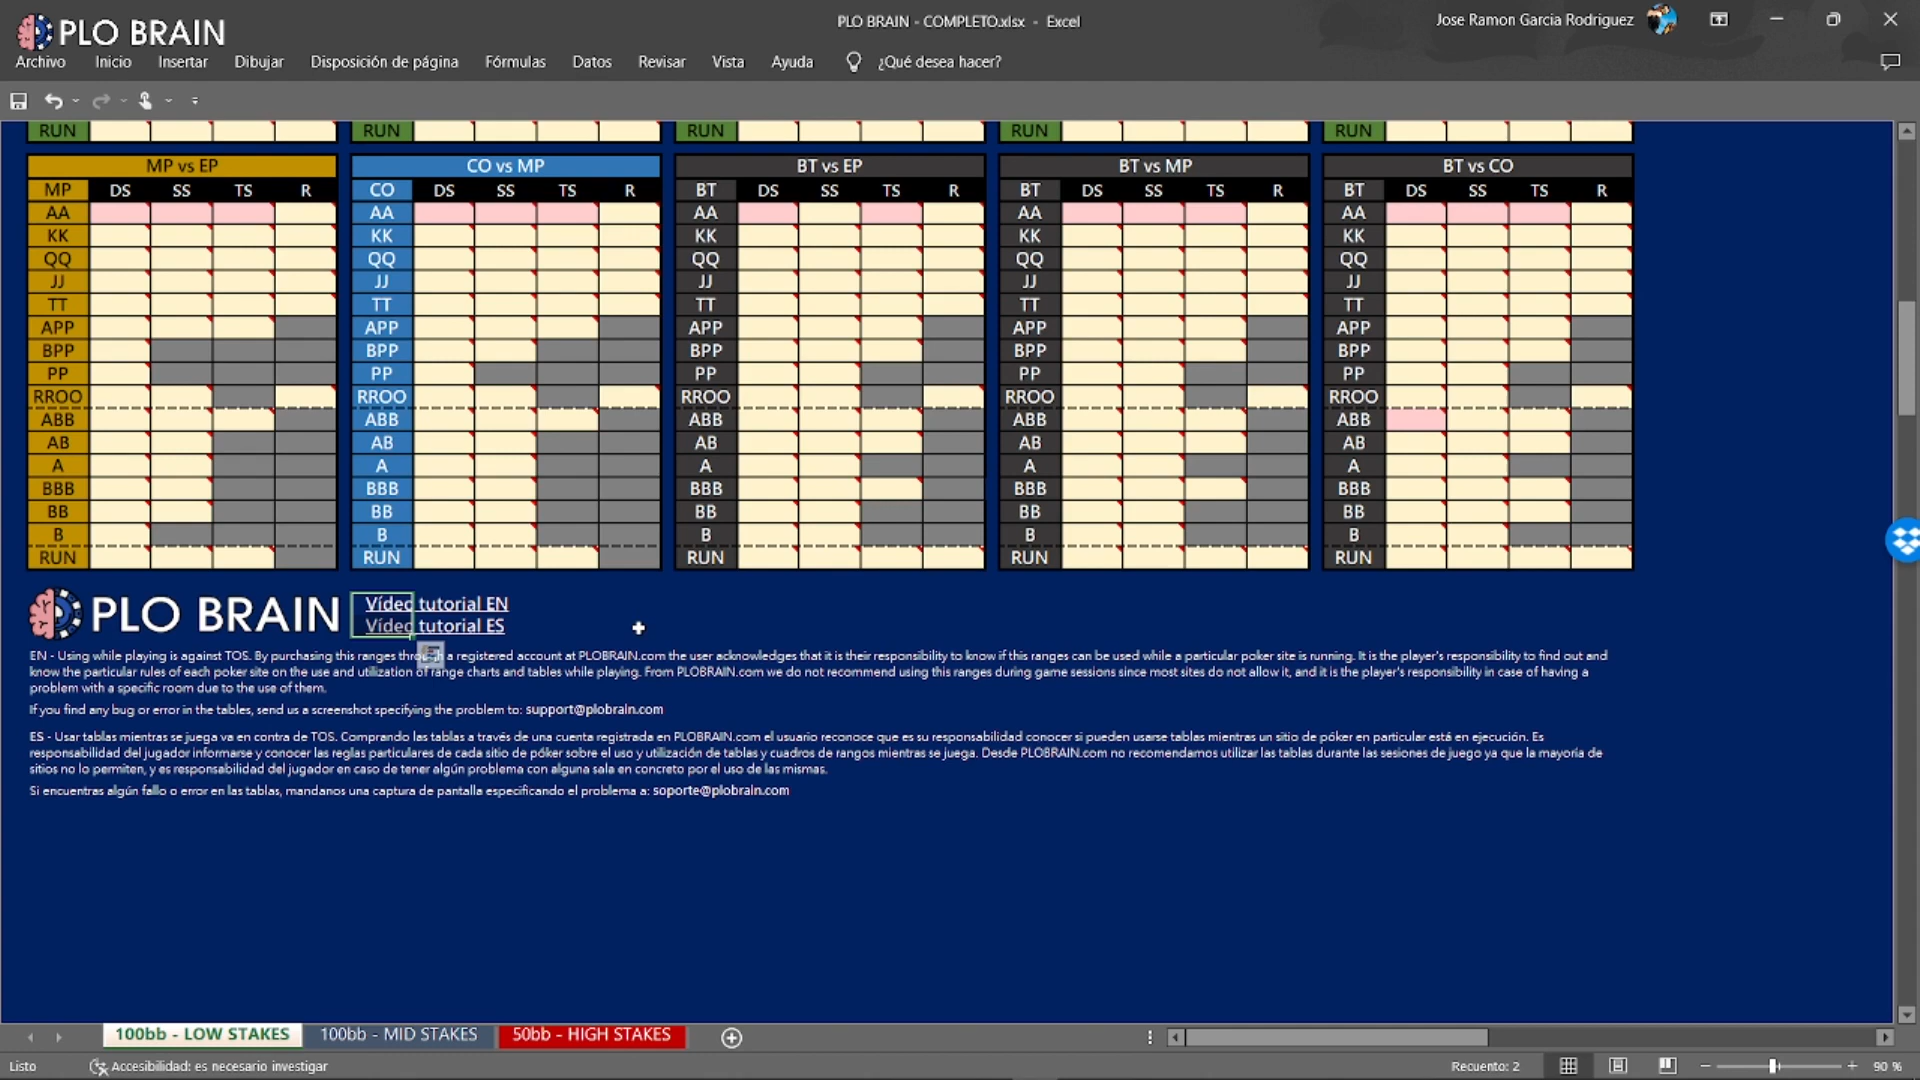 PLO BRAIN
PLO BRAIN - COMPLETO.xlsx - Excel
Jose Ramon Garcia Rodriguez
Archivo Inicio Insertar Dibujar Disposición de página Fórmulas Datos Revisar Vista Ayuda ¿Qué desea hacer?
RUN RUN RUN RUN RUN
MP vs EP CO vs MP BT vs EP BT vs MP BT vs CO
MP DS SS TS R CO DS SS TS R BT DS SS TS R BT DS SS TS R BT DS SS TS R
AA AA AA AA AA
KK KK KK KK KK
QQ QQ QQ QQ QQ
JJ JJ JJ JJ JJ
TT TT TT TT TT
APP APP APP APP APP
BPP BPP BPP BPP BPP
PP PP PP PP PP
RROO RROO RROO RROO RROO
ABB ABB ABB ABB ABB
AB AB AB AB AB
A A A A A
BBB BBB BBB BBB BBB
BB BB BB BB BB
B B B B B
RUN RUN RUN RUN RUN
PLO BRAIN
Vídeo tutorial EN
Vídeo tutorial ES
EN - Using while playing is against TOS. By purchasing this ranges through a registered account at PLOBRAIN.com the user acknowledges that it is their responsibility to know if this ranges can be used while a particular poker site is running. It is the player's responsibility to find out and
know the particular rules of each poker site on the use and utilization of range charts and tables while playing. From PLOBRAIN.com we do not recommend using this ranges during game sessions since most sites do not allow it, and it is the player's responsibility in case of having a
problem with a specific room due to the use of them.
If you find any bug or error in the tables, send us a screenshot specifying the problem to: support@plobrain.com
ES - Usar tablas mientras se juega va en contra de TOS. Comprando las tablas a través de una cuenta registrada en PLOBRAIN.com el usuario reconoce que es su responsabilidad conocer si pueden usarse tablas mientras un sitio de póker en particular está en ejecución. Es
responsabilidad del jugador informarse y conocer las reglas particulares de cada sitio de póker sobre el uso y utilización de tablas y cuadros de rangos mientras se juega. Desde PLOBRAIN.com no recomendamos utilizar las tablas durante las sesiones de juego ya que la mayoría de
sitios no lo permiten, y es responsabilidad del jugador en caso de tener algún problema con alguna sala en concreto por el uso de las mismas.
Si encuentras algún fallo o error en las tablas, mandanos una captura de pantalla especificando el problema a: soporte@plobrain.com
100bb - LOW STAKES 100bb - MID STAKES 50bb - HIGH STAKES
Listo Accesibilidad: es necesario investigar Recuento: 2 90 %